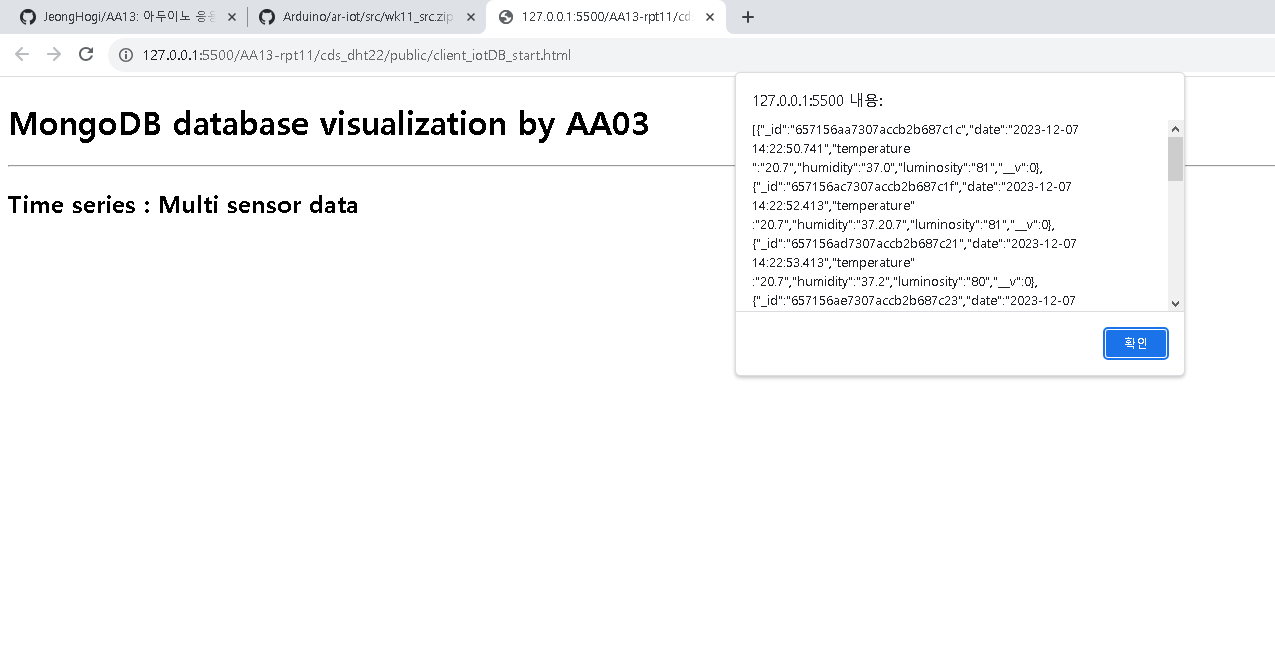 JeongHogi/AA13: 아두이노 응용
Arduino/ar-iot/src/wk11_src.zip
127.0.0.1:5500/AA13-rpt11/cds
127.0.0.1:5500/AA13-rpt11/cds_dht22/public/client_iotDB_start.html
MongoDB database visualization by AA03
Time series : Multi sensor data
127.0.0.1:5500 내용:
[{"_id":"657156aa7307accb2b687c1c","date":"2023-12-07
14:22:50.741","temperature
":"20.7","humidity":"37.0","luminosity":"81","__v":0},
{"_id":"657156ac7307accb2b687c1f","date":"2023-12-07
14:22:52.413","temperature"
:"20.7","humidity":"37.20.7","luminosity":"81","__v":0},
{"_id":"657156ad7307accb2b687c21","date":"2023-12-07
14:22:53.413","temperature"
:"20.7","humidity":"37.2","luminosity":"80","__v":0},
{"_id":"657156ae7307accb2b687c23","date":"2023-12-07
확인